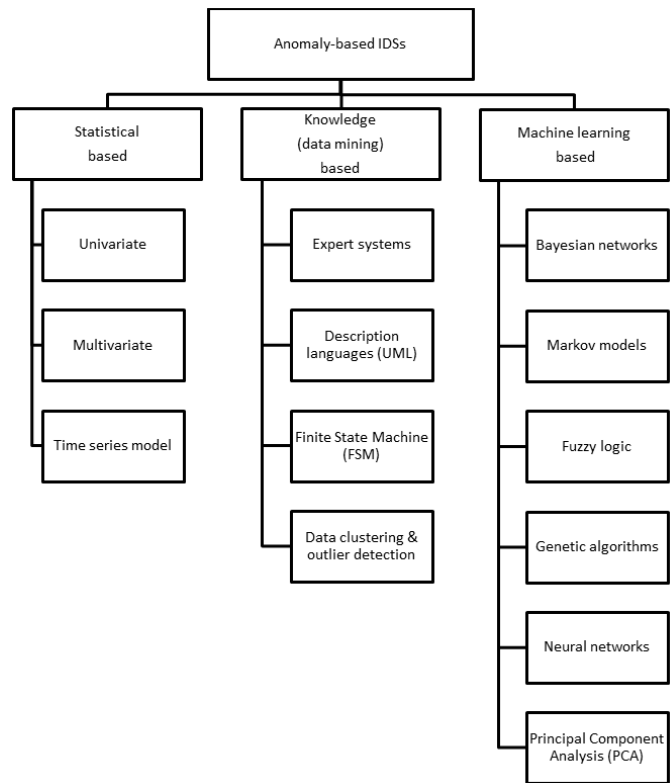 Anomaly-based IDSs
Statistical
based
Knowledge
(data mining)
based
Machine learning
based
Univariate
Multivariate
Time series model
Expert systems
Description
languages (UML)
Finite State Machine
(FSM)
Data clustering &
outlier detection
Bayesian networks
Markov models
Fuzzy logic
Genetic algorithms
Neural networks
Principal Component
Analysis (PCA)